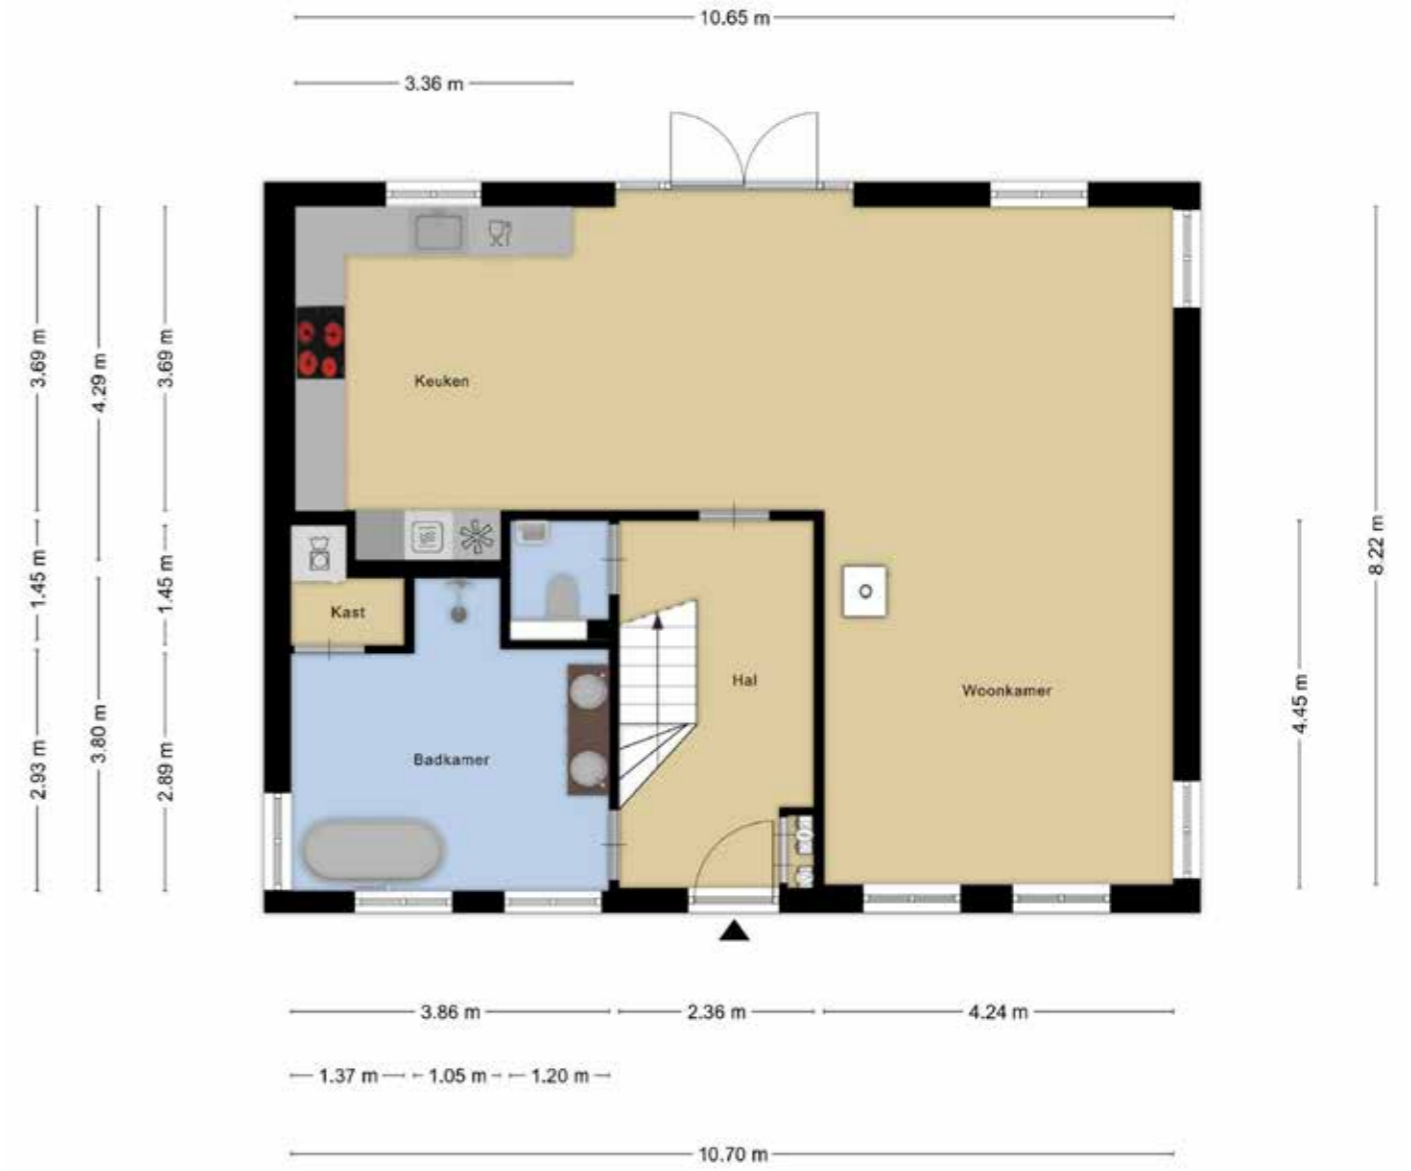 10.65 m
3.36 m
3.69 m
4.29 m
3.69 m
Keuken
1.45 m
1.45 m
8.22 m
Kast
Hal
Woonkamer
4.45 m
2.93 m
3.80 m
2.89 m
Badkamer
3.86 m
2.36 m
4.24 m
1.37 m
1.05 m
1.20 m
10.70 m